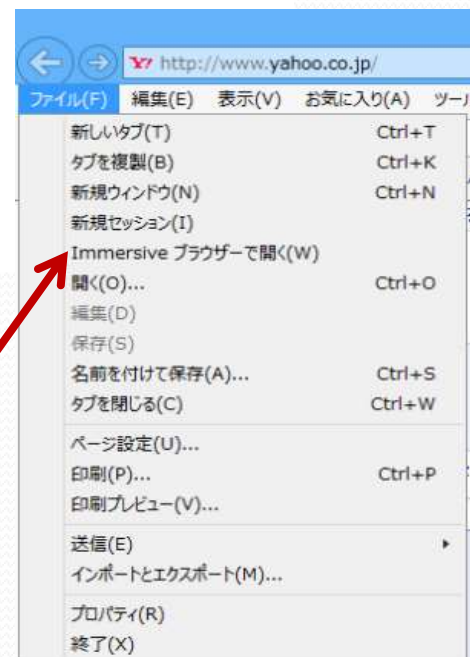 Y? http://www.yahoo.co.jp/
ファイル(F) 編集(E) 表示(V) お気に入り(A) ツール
新しいタブ(T) Ctrl+T
タブを複製(B) Ctrl+K
新規ウィンドウ(N) Ctrl+N
新規セッション(I)
Immersive ブラウザーで開く(W)
開く(O)... Ctrl+O
編集(D)
保存(S)
名前を付けて保存(A)... Ctrl+S
タブを閉じる(C) Ctrl+W
ページ設定(U)...
印刷(P)... Ctrl+P
印刷プレビュー(V)...
送信(E)
インポートとエクスポート(M)...
プロパティ(R)
終了(X)